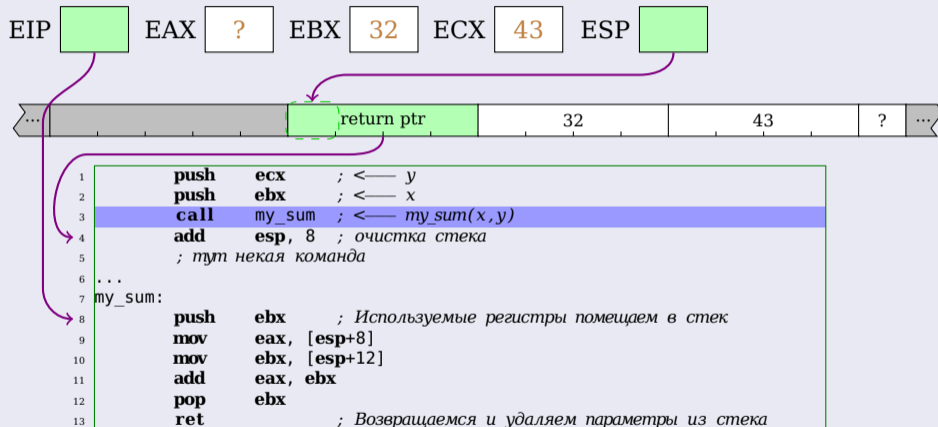 EIP EAX ? EBX 32 ECX 43 ESP
... return ptr 32 43 ? ...
1 push ecx ; <—— y
2 push ebx ; <—— x
3 call my_sum ; <—— my_sum(x,y)
4 add esp, 8 ; очистка стека
5 ; тут некая команда
6 ...
7 my_sum:
8 push ebx ; Используемые регистры помещаем в стек
9 mov eax, [esp+8]
10 mov ebx, [esp+12]
11 add eax, ebx
12 pop ebx
13 ret ; Возвращаемся и удаляем параметры из стека